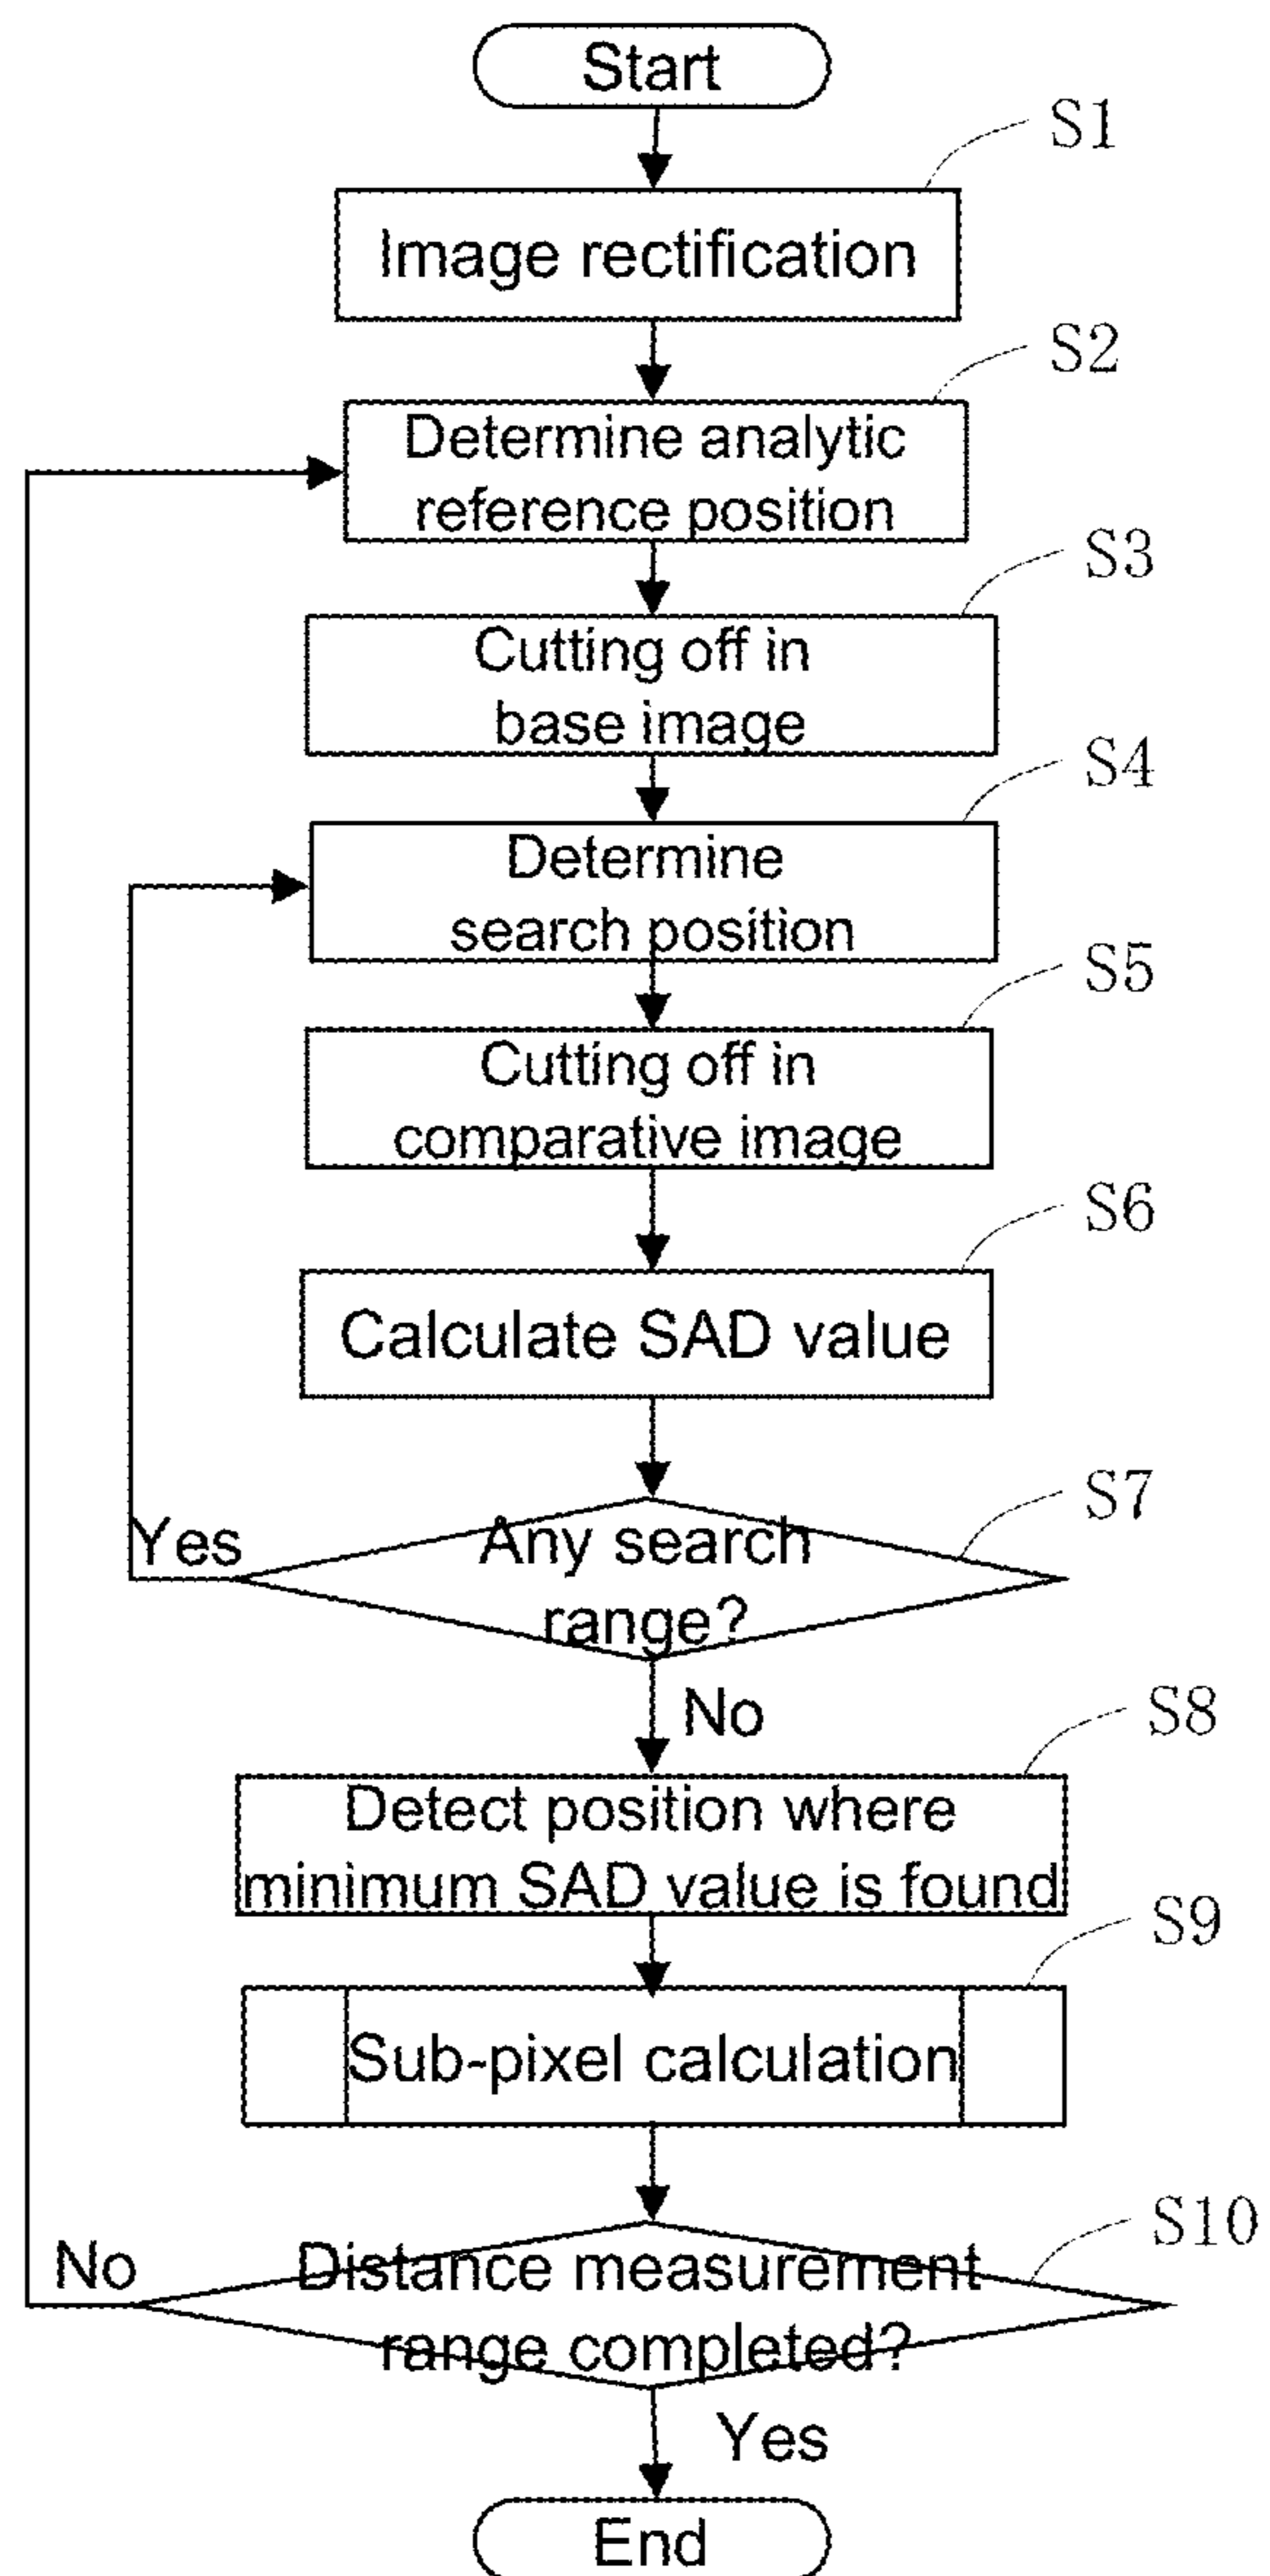 Start
S1
Image rectification
S2
Determine analytic
reference position
S3
Cutting off in
base image
S4
Determine
search position
S5
Cutting off in
comparative image
S6
Calculate SAD value
S7
Yes
Any search
range?
No
S8
Detect position where
minimum SAD value is found
S9
Sub-pixel calculation
S10
No
Distance measurement
range completed?
Yes
End